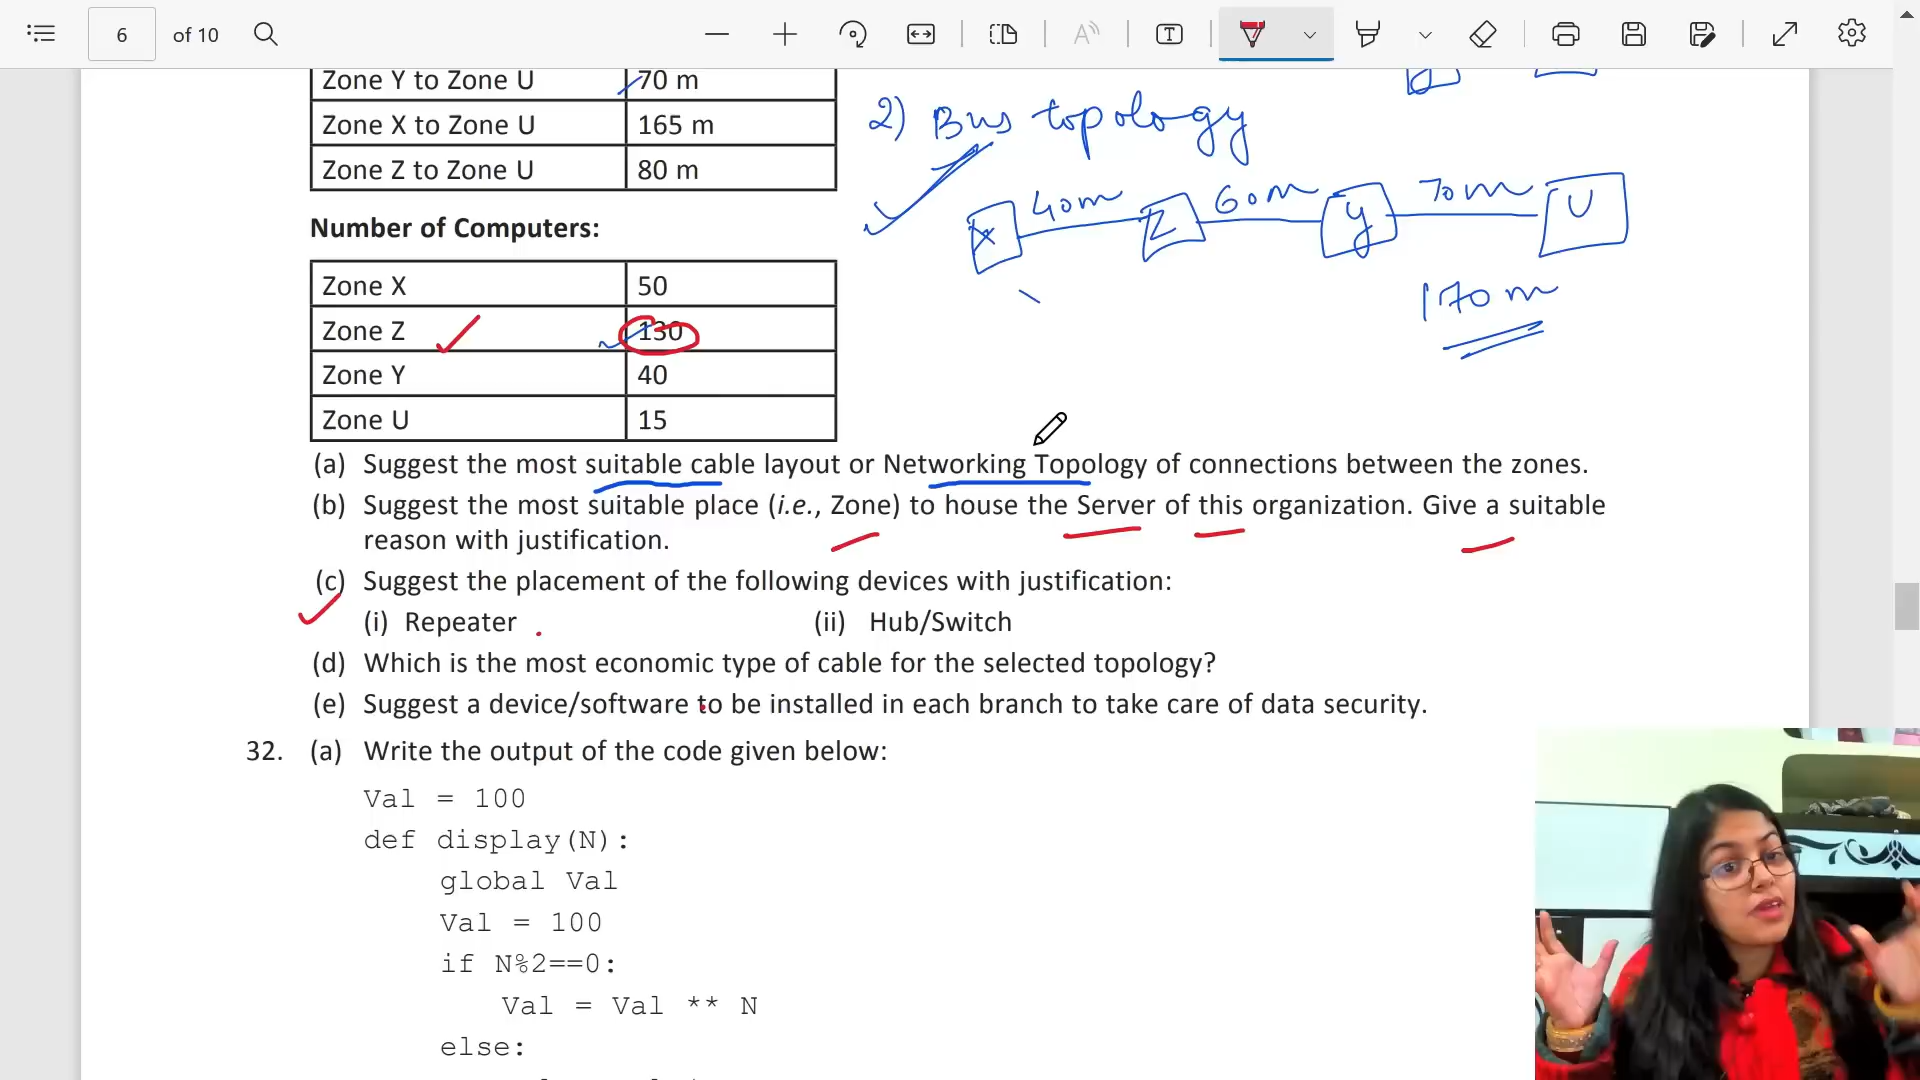 6 of 10
Zone Y to Zone U 70 m
Zone X to Zone U 165 m
Zone Z to Zone U 80 m
2) Bus topology
X 40m Z 60m Y 70m U
170 m
Number of Computers:
Zone X 50
Zone Z 130
Zone Y 40
Zone U 15
(a) Suggest the most suitable cable layout or Networking Topology of connections between the zones.
(b) Suggest the most suitable place (i.e., Zone) to house the Server of this organization. Give a suitable
reason with justification.
(c) Suggest the placement of the following devices with justification:
(i) Repeater (ii) Hub/Switch
(d) Which is the most economic type of cable for the selected topology?
(e) Suggest a device/software to be installed in each branch to take care of data security.
32. (a) Write the output of the code given below:
Val = 100
def display(N):
global Val
Val = 100
if N%2==0:
Val = Val ** N
else: